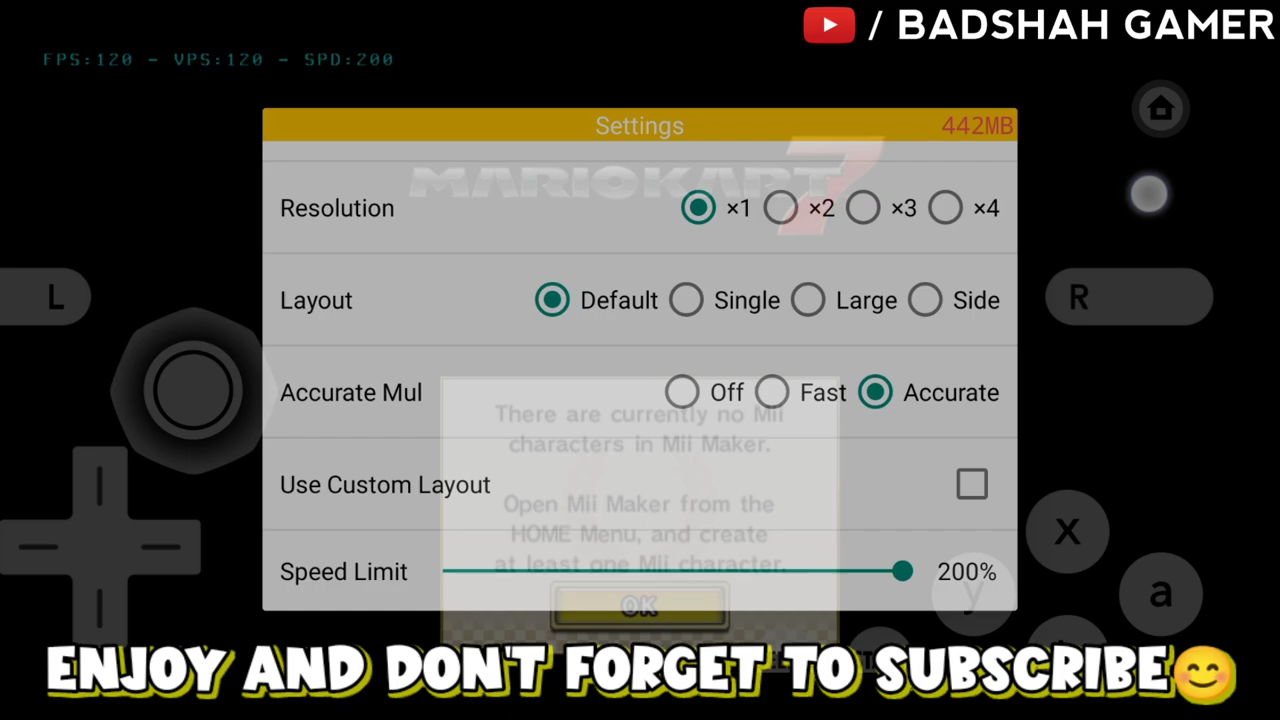 / BADSHAH GAMER
FPS:120 - VPS:120 - SPD:200
Settings 442MB
MARIOKART 7
Resolution ×1 ×2 ×3 ×4
L
R
Layout Default Single Large Side
Accurate Mul Off Fast Accurate
There are currently no Mii
characters in Mii Maker.
Use Custom Layout
Open Mii Maker from the
HOME Menu, and create
at least one Mii character.
x
Speed Limit 200%
y
a
OK
ENJOY AND DON'T FORGET TO SUBSCRIBE😊